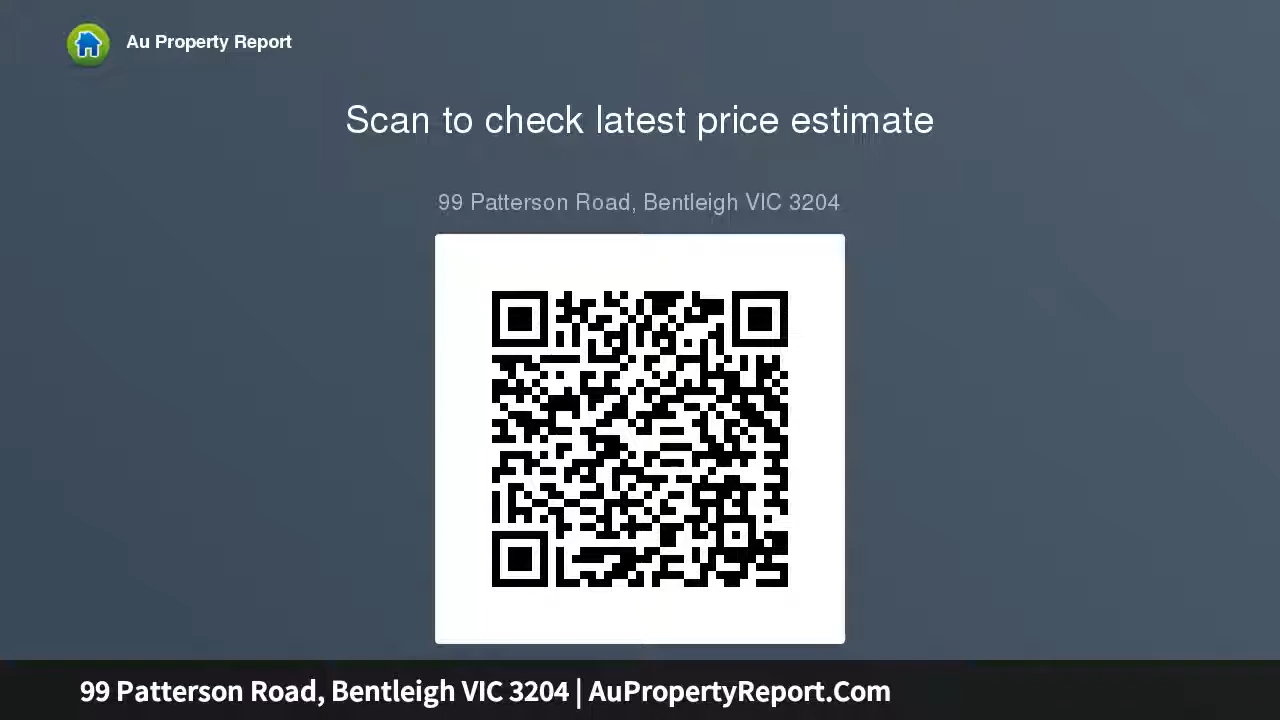 Au Property Report
Scan to check latest price estimate
99 Patterson Road, Bentleigh VIC 3204
99 Patterson Road, Bentleigh VIC 3204 | AuPropertyReport.Com